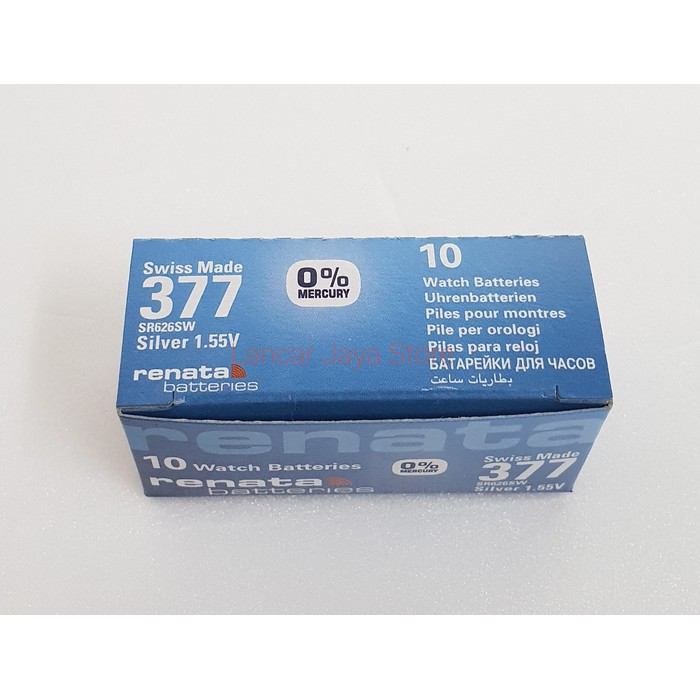 Swiss Made
377
SR626SW
Silver 1.55V
renata
batteries
0%
MERCURY
10
Watch Batteries
Uhrenbatterien
Piles pour montres
Pile per orologi
Pilas para reloj
БАТАРЕЙКИ ДЛЯ ЧАСОВ
بطاريات ساعت
Lancar Jaya Store
renata
10 Watch Batteries
renata
batteries
0%
MERCURY
Swiss Made
377
SR626SW
Silver 1.55V